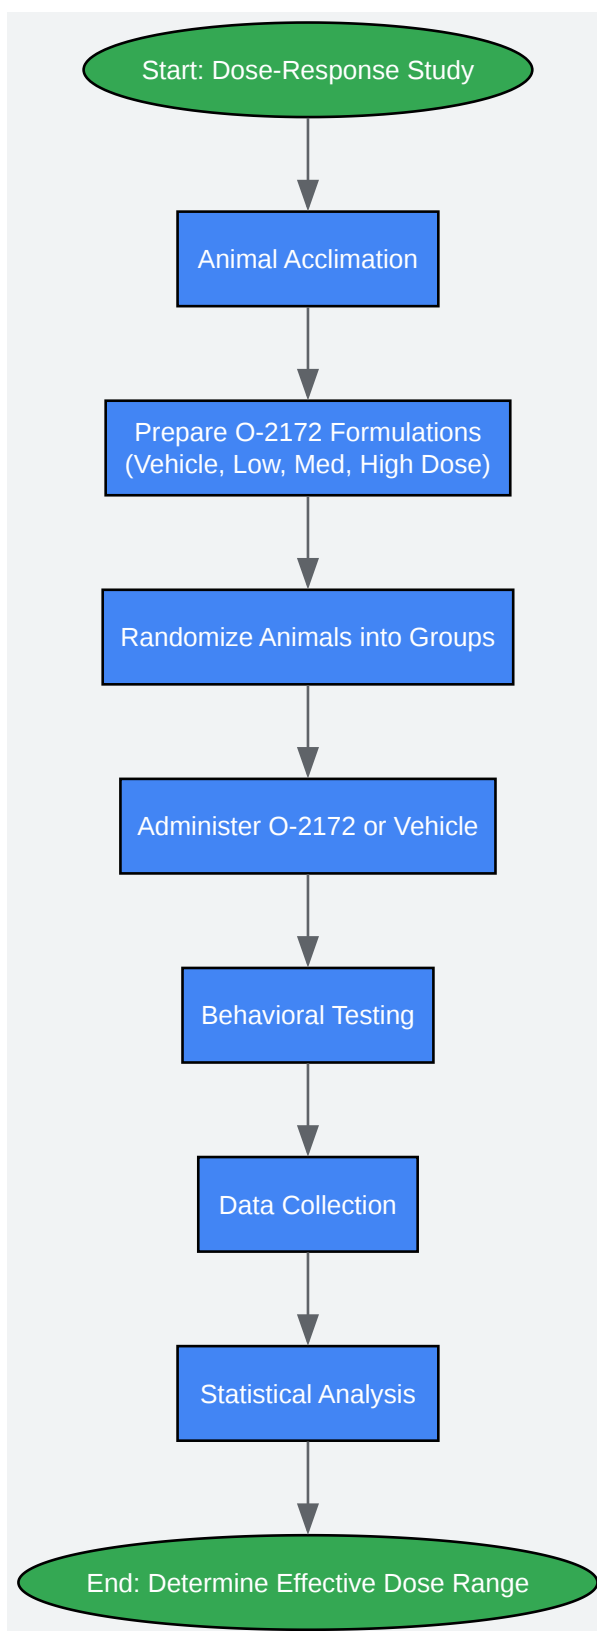 Start: Dose-Response Study
Animal Acclimation
Prepare O-2172 Formulations
(Vehicle, Low, Med, High Dose)
Randomize Animals into Groups
Administer O-2172 or Vehicle
Behavioral Testing
Data Collection
Statistical Analysis
End: Determine Effective Dose Range